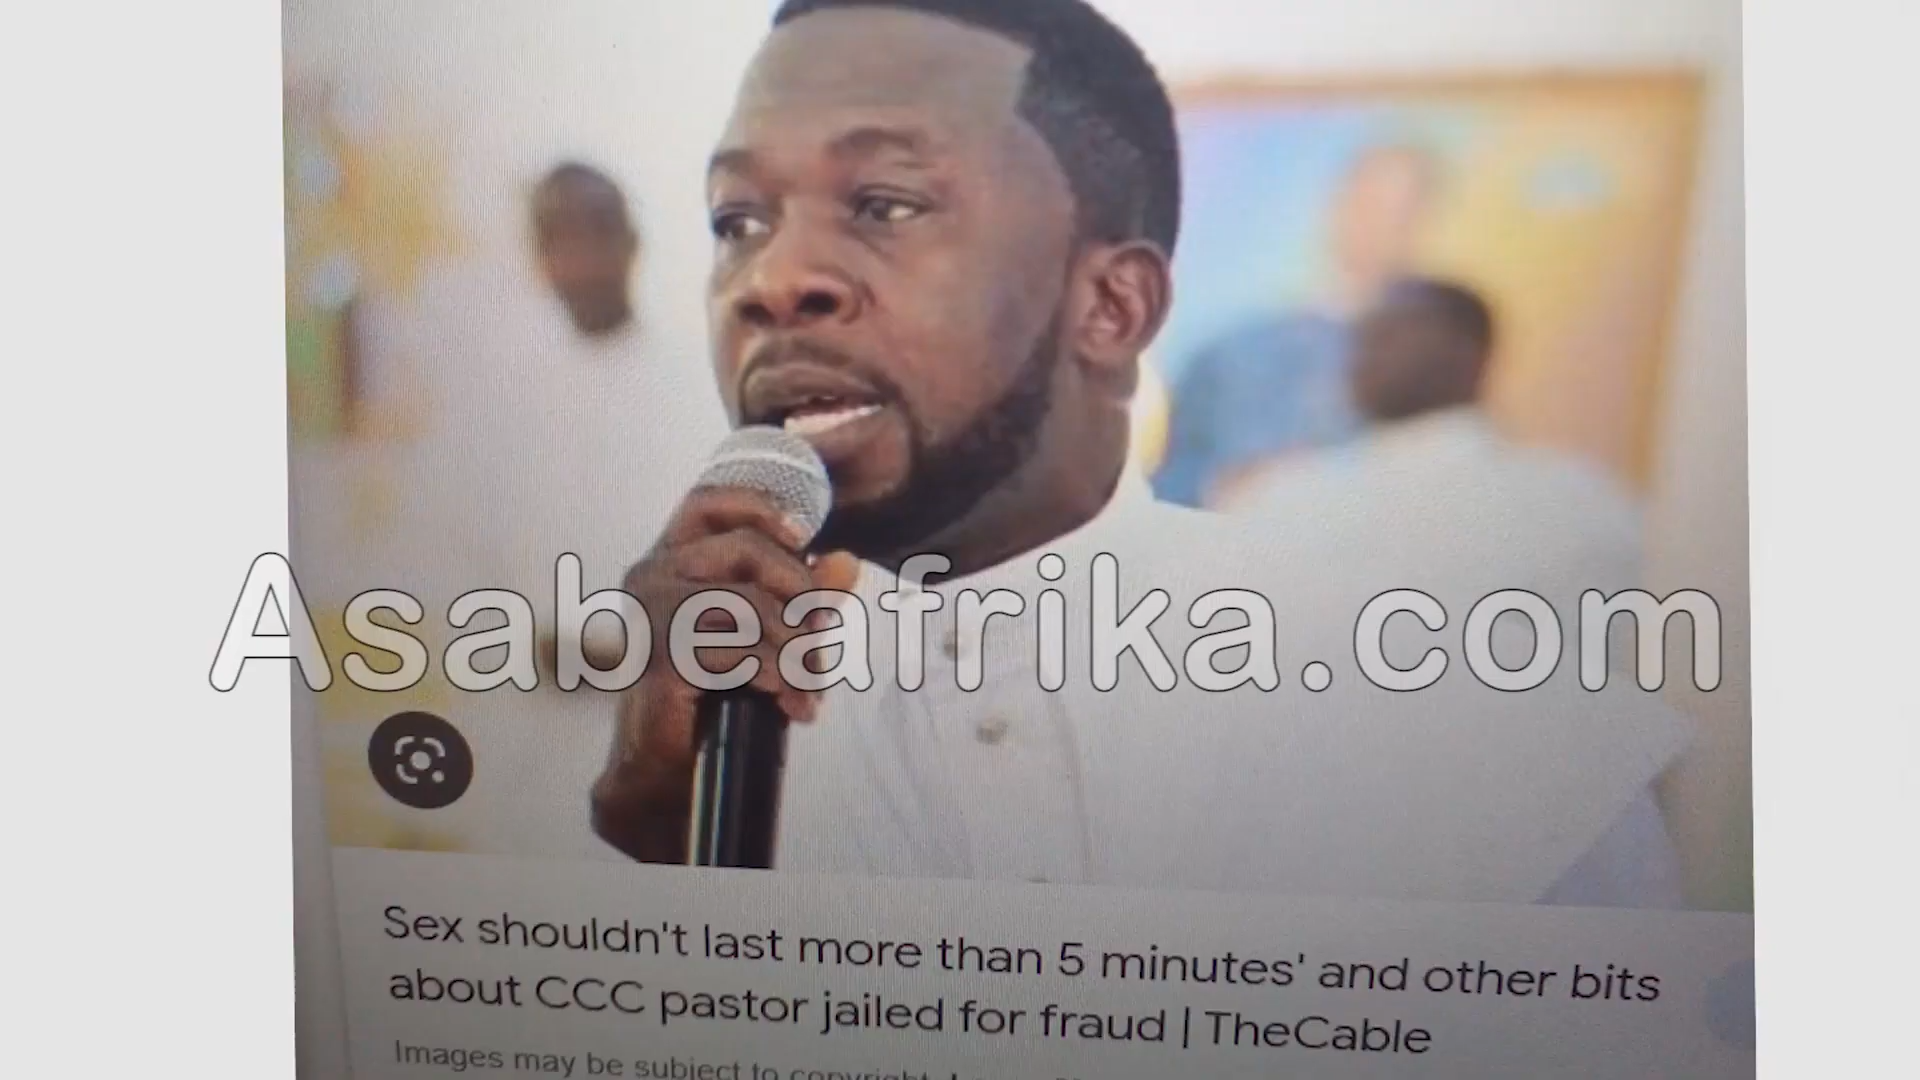 Asabeafrika.com
Sex shouldn't last more than 5 minutes' and other bits
about CCC pastor jailed for fraud | TheCable
Images may be subject to copyright.